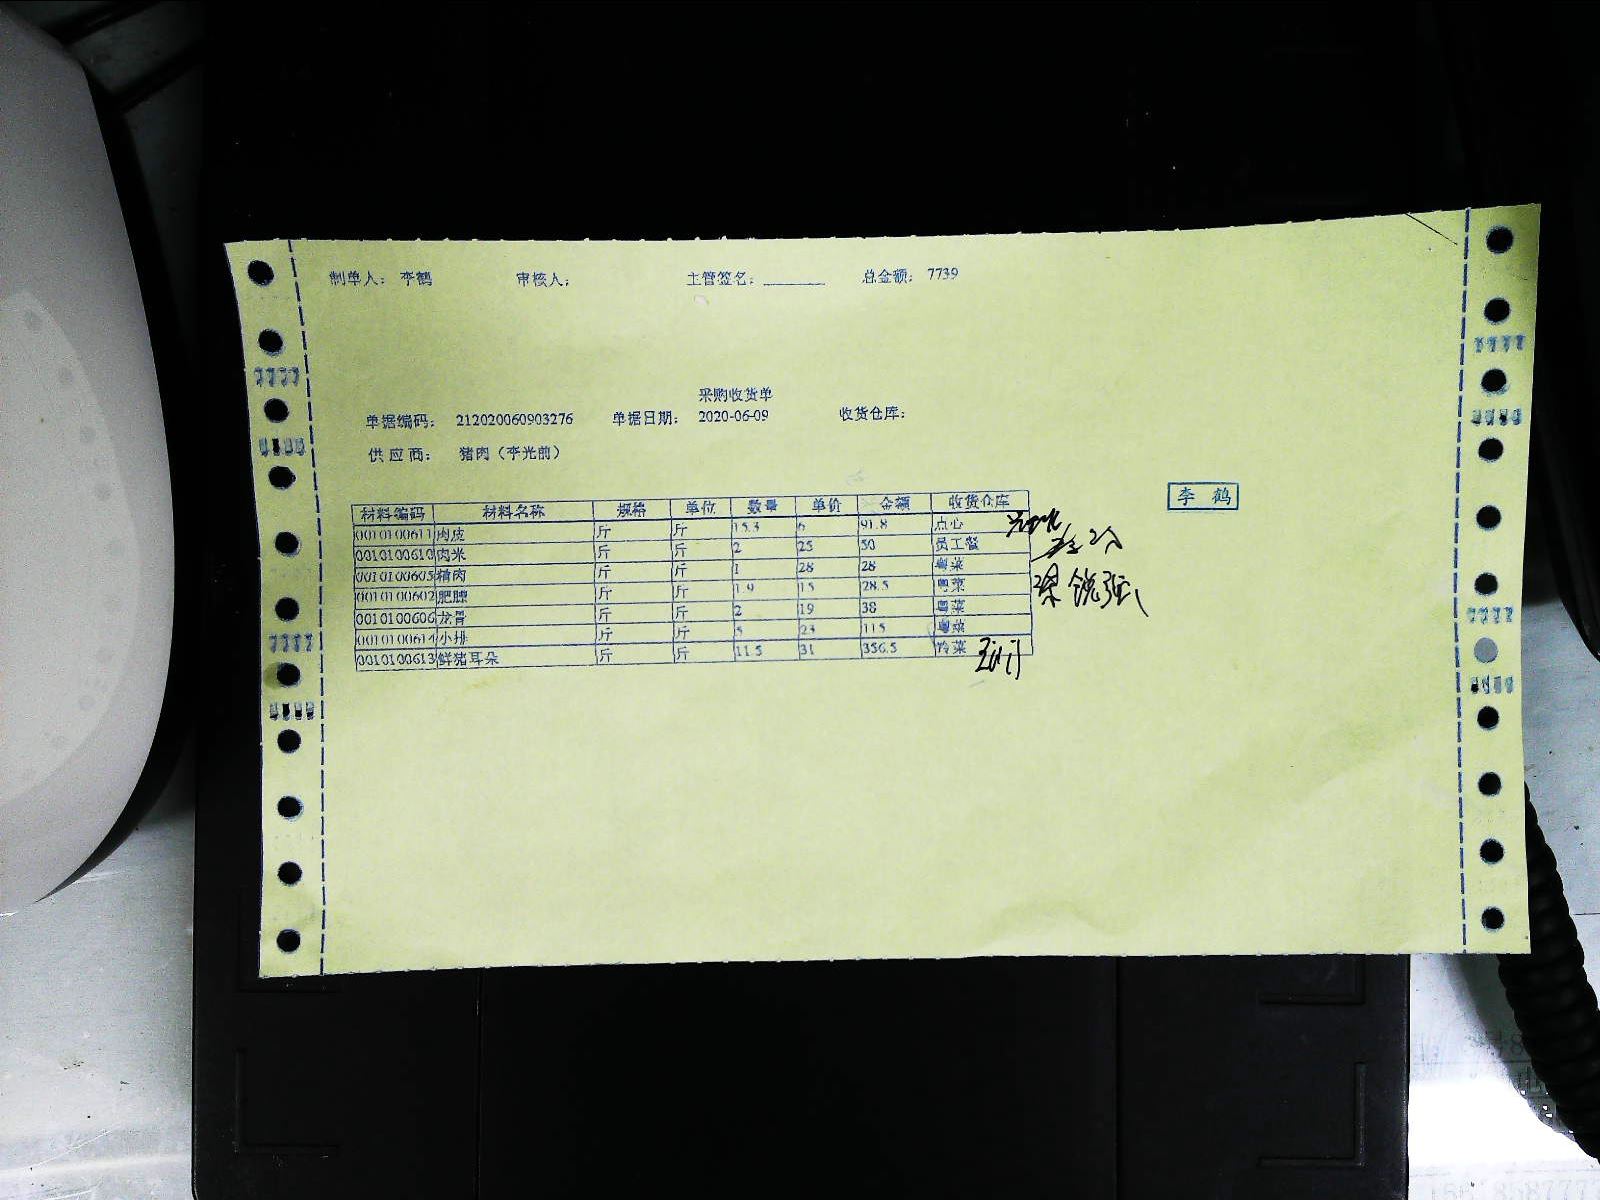 制单人： 李鹤 审核人： 主管签名：_______ 总金额： 7739
采购收货单
单据编码： 212020060903276 单据日期： 2020-06-09 收货仓库：
供 应 商： 猪肉（李光前）
李 鹤
材料编码 材料名称 规格 单位 数量 单价 金额 收货仓库
0010100611 肉皮 斤 斤 15.3 6 91.8 点心
0010100610 肉米 斤 斤 2 25 50 员工餐
0010100605 精肉 斤 斤 1 28 28 粤菜
0010100602 肥膘 斤 斤 1.9 15 28.5 粤菜
0010100606 龙骨 斤 斤 2 19 38 粤菜
0010100614 小排 斤 斤 5 23 115 粤菜
0010100613 鲜猪耳朵 斤 斤 11.5 31 356.5 冷菜